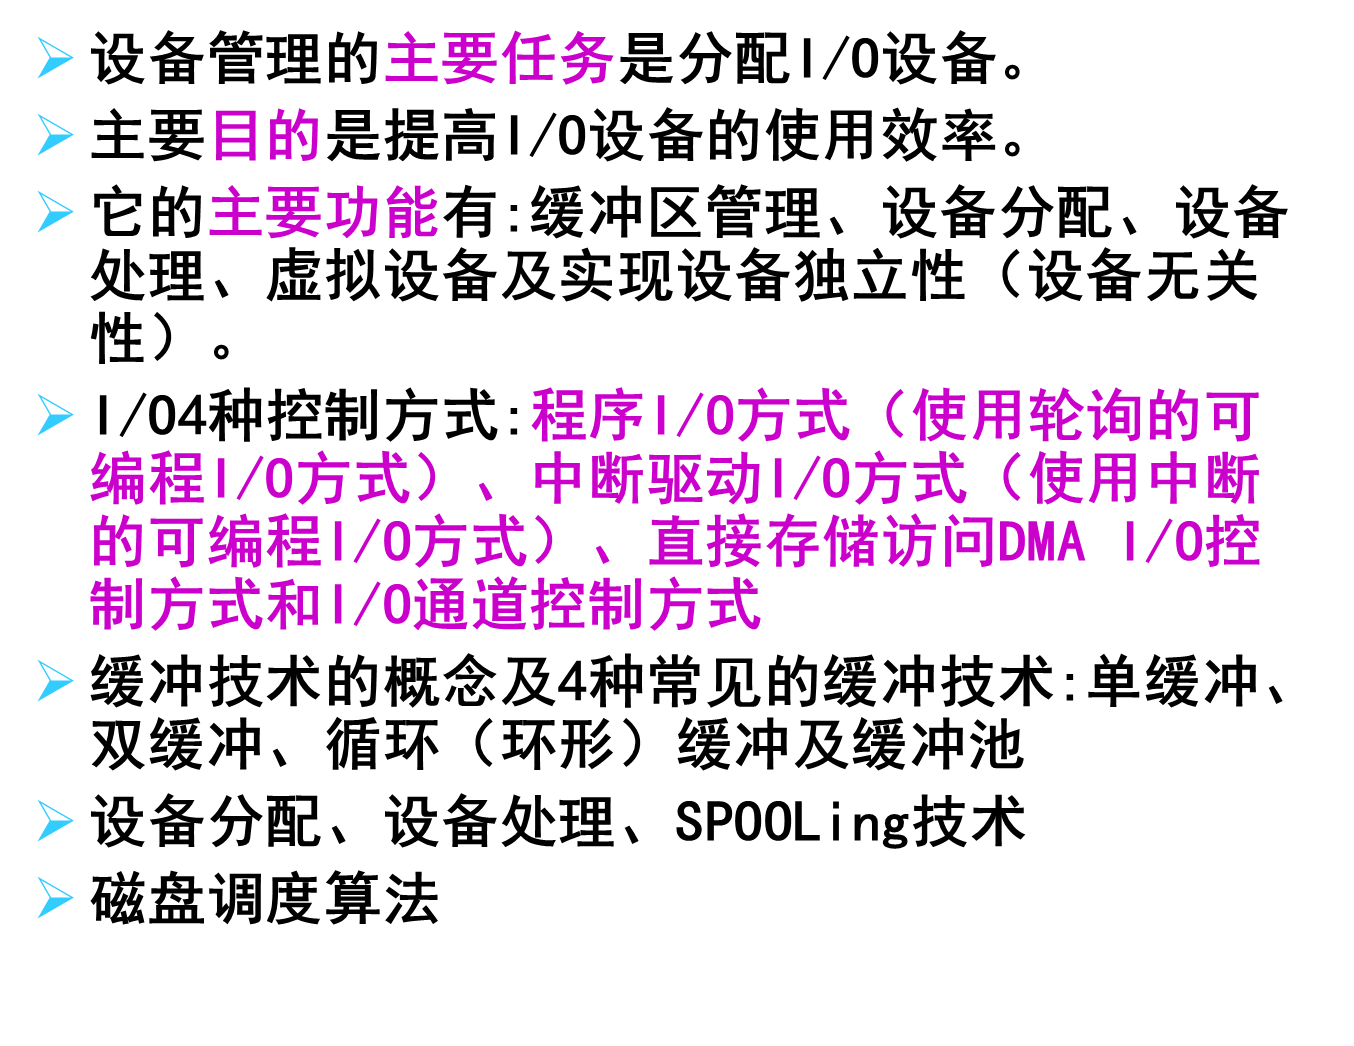 设备管理的主要任务是分配I/O设备。
主要目的是提高I/O设备的使用效率。
它的主要功能有:缓冲区管理、设备分配、设备
处理、虚拟设备及实现设备独立性（设备无关
性）。
I/O4种控制方式:程序I/O方式（使用轮询的可
编程I/O方式）、中断驱动I/O方式（使用中断
的可编程I/O方式）、直接存储访问DMA I/O控
制方式和I/O通道控制方式
缓冲技术的概念及4种常见的缓冲技术:单缓冲、
双缓冲、循环（环形）缓冲及缓冲池
设备分配、设备处理、SPOOLing技术
磁盘调度算法